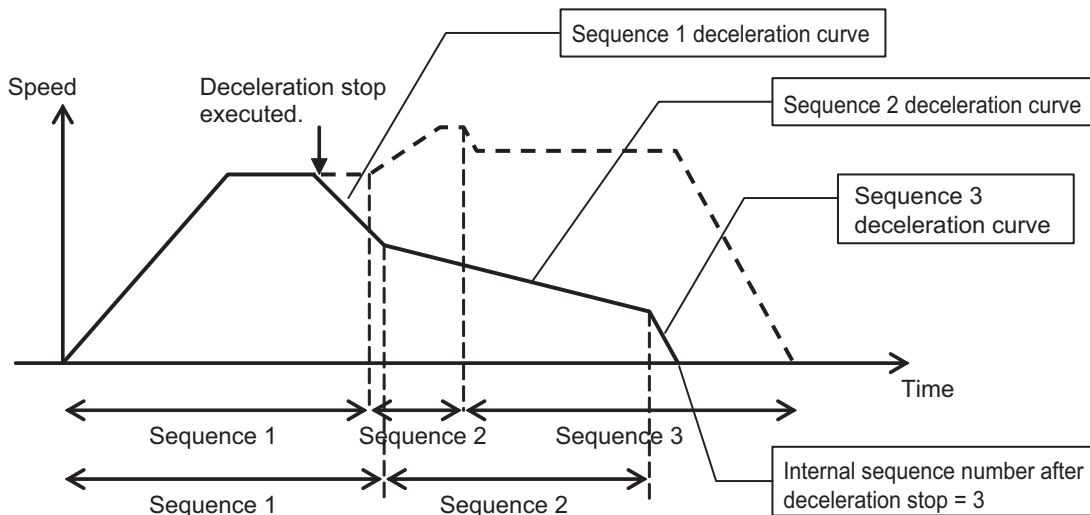 Sequence 1 deceleration curve
Speed
Deceleration stop
executed.
Sequence 2 deceleration curve
Sequence 3
deceleration curve
Time
Sequence 1
Sequence 2
Sequence 3
Sequence 1
Sequence 2
Internal sequence number after
deceleration stop = 3